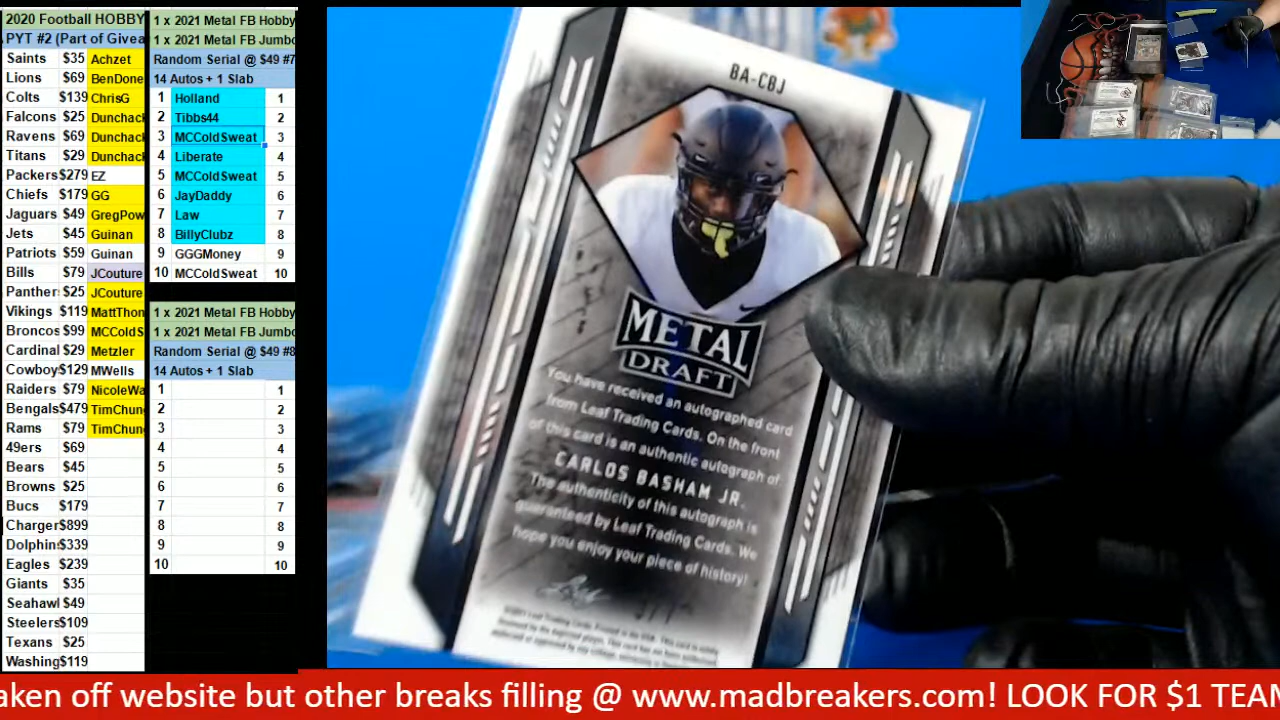 2020 Football HOBBY
PYT #2 (Part of Givea
Saints $35 Achzet
Lions $69 BenDone
Colts $139 ChrisG
Falcons $25 Dunchack
Ravens $69 Dunchack
Titans $29 Dunchack
Packers $279 EZ
Chiefs $179 GG
Jaguars $49 GregPow
Jets $45 Guinan
Patriots $59 Guinan
Bills $79 JCouture
Panther $25 JCouture
Vikings $119 MattThon
Broncos $99 MCColdS
Cardinal $29 Metzler
Cowboy $129 MWells
Raiders $79 NicoleWa
Bengals $479 TimChun
Rams $79 TimChun
49ers $69
Bears $45
Browns $25
Bucs $179
Charger $899
Dolphin $339
Eagles $239
Giants $35
Seahawl $49
Steelers $109
Texans $25
Washing $119
1 x 2021 Metal FB Hobby
1 x 2021 Metal FB Jumbo
Random Serial @ $49 #7
14 Autos + 1 Slab
1 Holland 1
2 Tibbs44 2
3 MCColdSweat 3
4 Liberate 4
5 MCColdSweat 5
6 JayDaddy 6
7 Law 7
8 BillyClubz 8
9 GGGMoney 9
10 MCColdSweat 10
1 x 2021 Metal FB Hobby
1 x 2021 Metal FB Jumbo
Random Serial @ $49 #8
14 Autos + 1 Slab
1 1
2 2
3 3
4 4
5 5
6 6
7 7
8 8
9 9
10 10
BA-CBJ
METAL
DRAFT
You have received an autographed card
from Leaf Trading Cards. On the front
of this card is an authentic autograph of
CARLOS BASHAM JR.
The authenticity of this autograph is
guaranteed by Leaf Trading Cards. We
hope you enjoy your piece of history!
Leaf
aken off website but other breaks filling @ www.madbreakers.com! LOOK FOR $1 TEAM